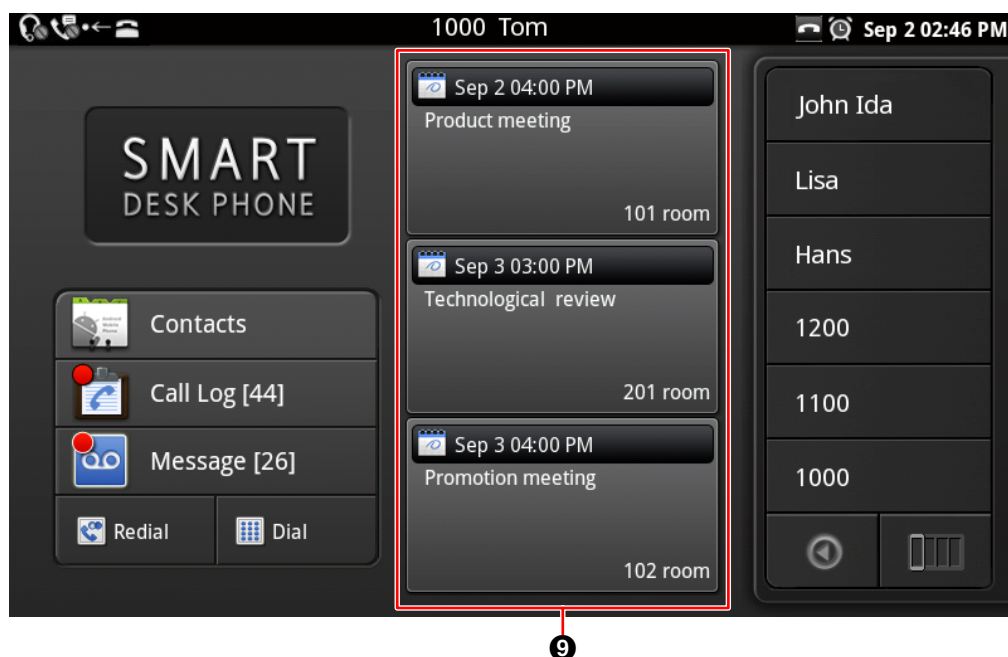 1000 Tom
Sep 2 02:46 PM
SMART
DESK PHONE
Contacts
Call Log [44]
Message [26]
Redial
Dial
Sep 2 04:00 PM
Product meeting
101 room
Sep 3 03:00 PM
Technological review
201 room
Sep 3 04:00 PM
Promotion meeting
102 room
John Ida
Lisa
Hans
1200
1100
1000
9